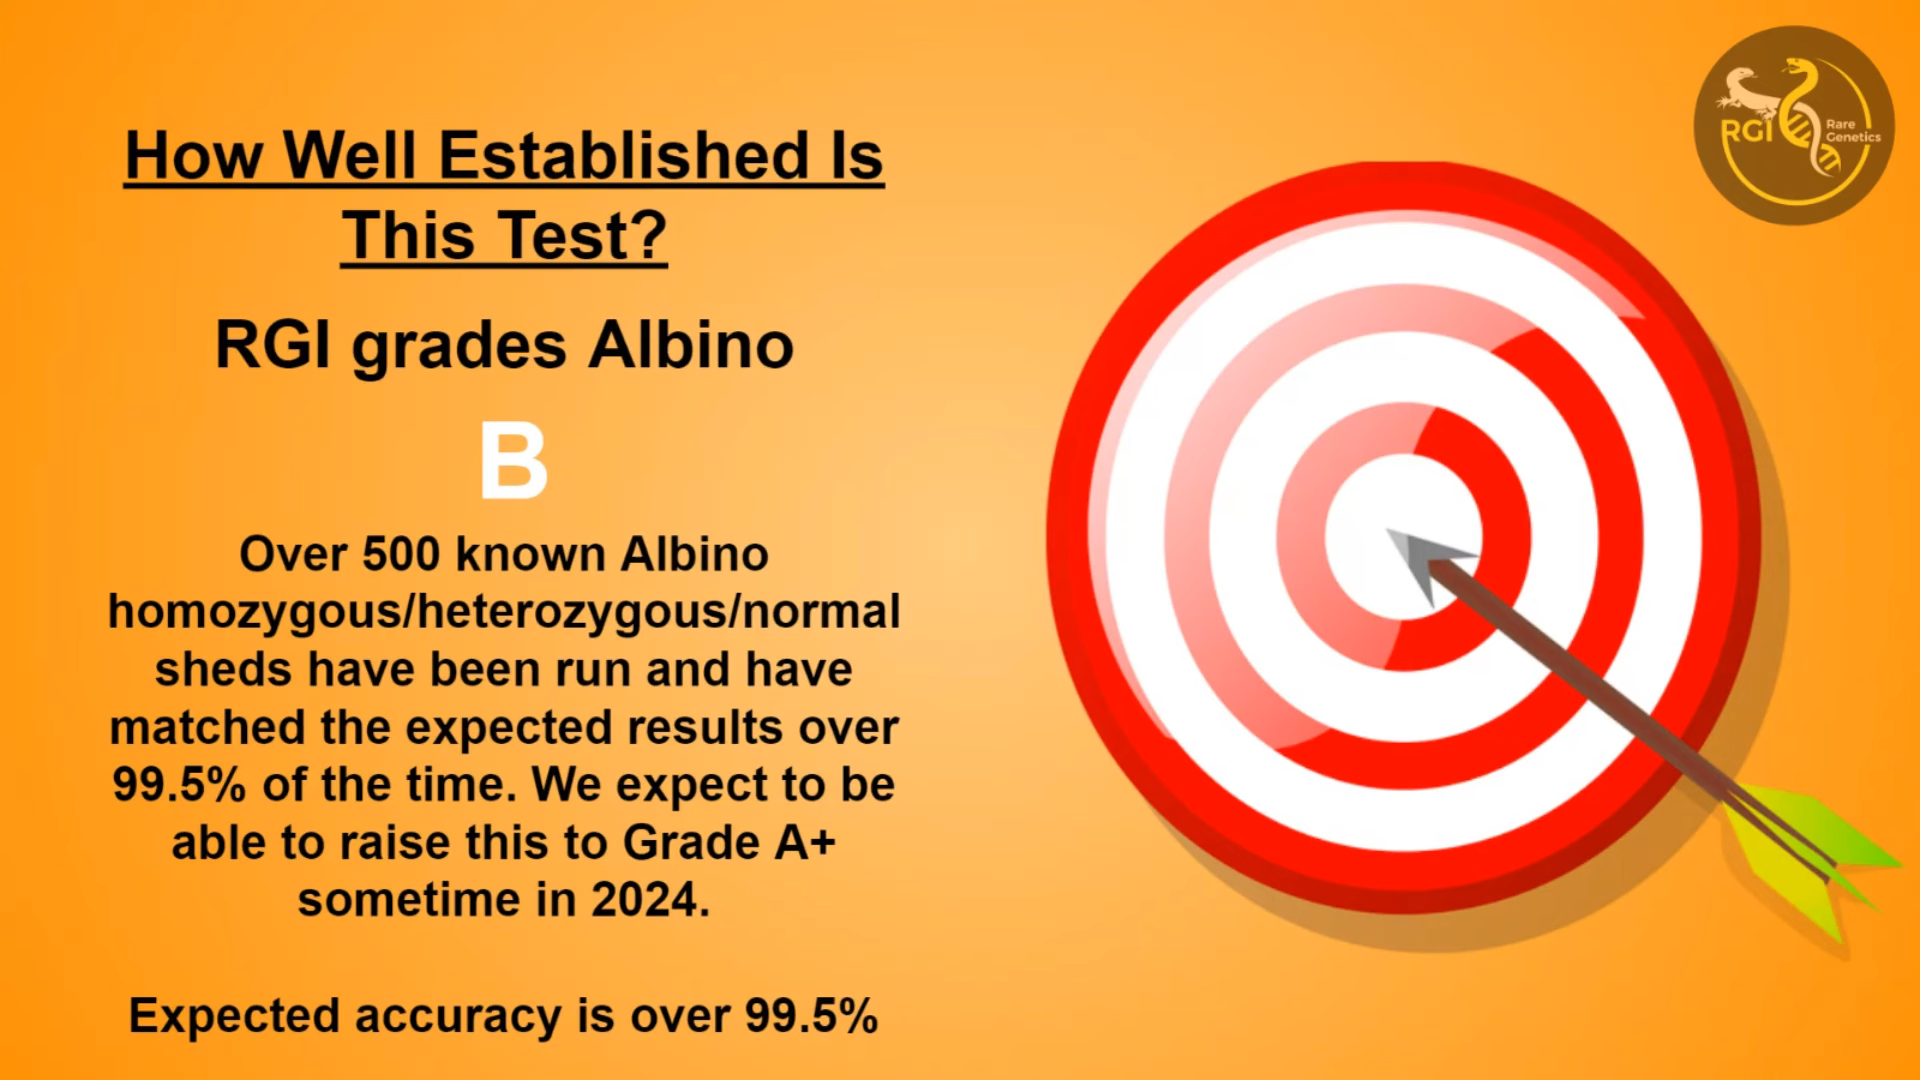 How Well Established Is
This Test?
RGI grades Albino
B
Over 500 known Albino
homozygous/heterozygous/normal
sheds have been run and have
matched the expected results over
99.5% of the time. We expect to be
able to raise this to Grade A+
sometime in 2024.
Expected accuracy is over 99.5%
RGI
Rare
Genetics